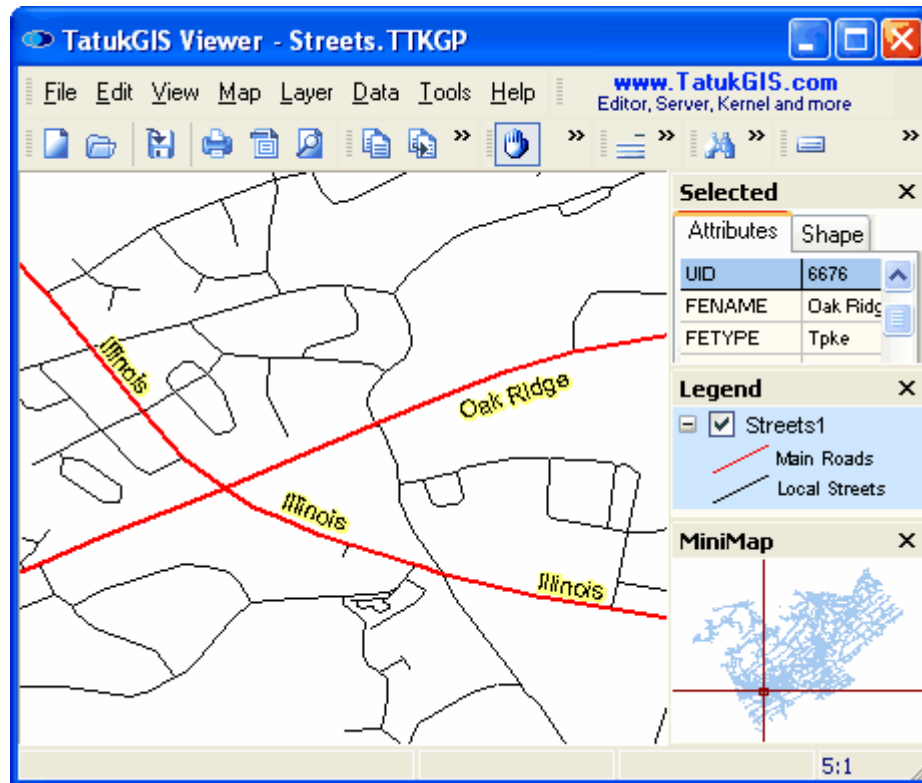 TatukGIS Viewer - Streets.TTKGP
File Edit View Map Layer Data Tools Help
www.TatukGIS.com
Editor, Server, Kernel and more
Selected
Attributes Shape
UID 6676
FENAME Oak Ridg
FETYPE Tpke
Legend
Streets1
Main Roads
Local Streets
MiniMap
Illinois
Oak Ridge
Illinois
Illinois
5:1